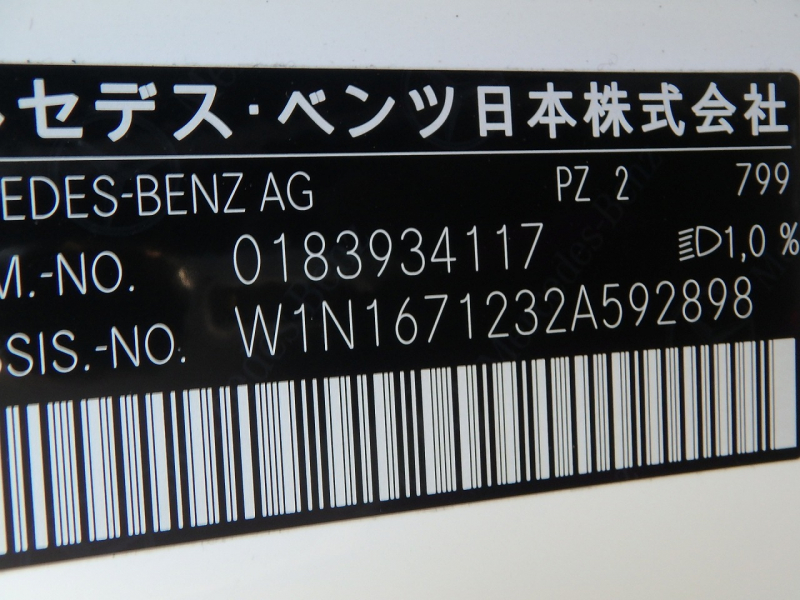 セデス・ベンツ日本株式会社
EDES-BENZ AG PZ 2 799
M.-NO. 0183934117 1,0 %
SIS.-NO. W1N1671232A592898